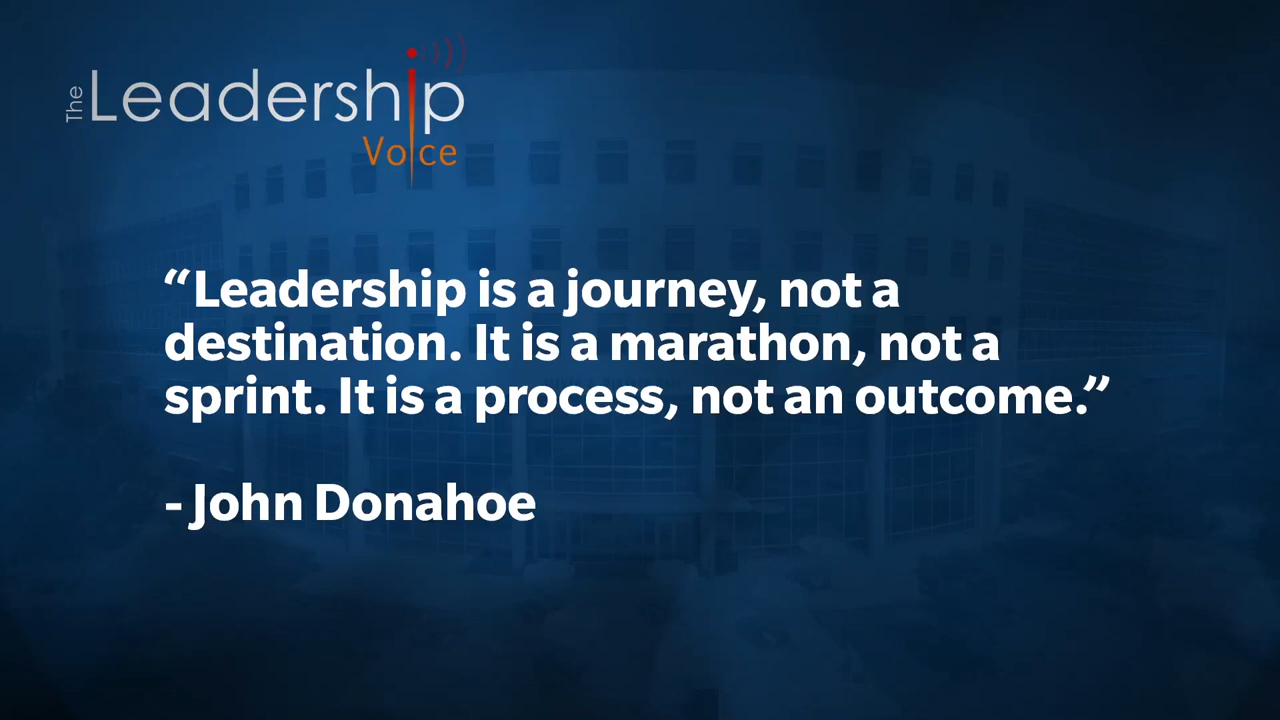 The Leadership
Voice
“Leadership is a journey, not a
destination. It is a marathon, not a
sprint. It is a process, not an outcome.”
- John Donahoe